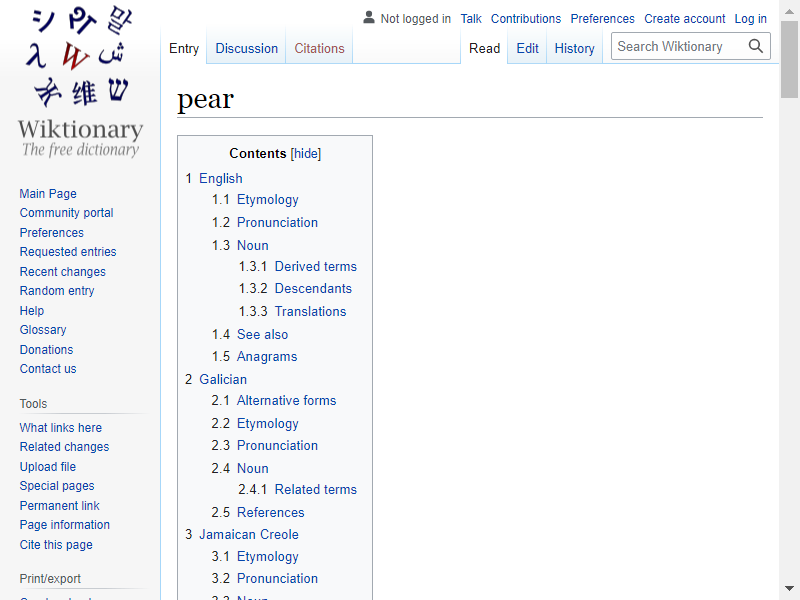 Not logged in Talk Contributions Preferences Create account Log in
Entry Discussion Citations Read Edit History Search Wiktionary
Wiktionary
The free dictionary
Main Page
Community portal
Preferences
Requested entries
Recent changes
Random entry
Help
Glossary
Donations
Contact us
Tools
What links here
Related changes
Upload file
Special pages
Permanent link
Page information
Cite this page
Print/export
pear
Contents [hide]
1 English
1.1 Etymology
1.2 Pronunciation
1.3 Noun
1.3.1 Derived terms
1.3.2 Descendants
1.3.3 Translations
1.4 See also
1.5 Anagrams
2 Galician
2.1 Alternative forms
2.2 Etymology
2.3 Pronunciation
2.4 Noun
2.4.1 Related terms
2.5 References
3 Jamaican Creole
3.1 Etymology
3.2 Pronunciation
3.3 Noun